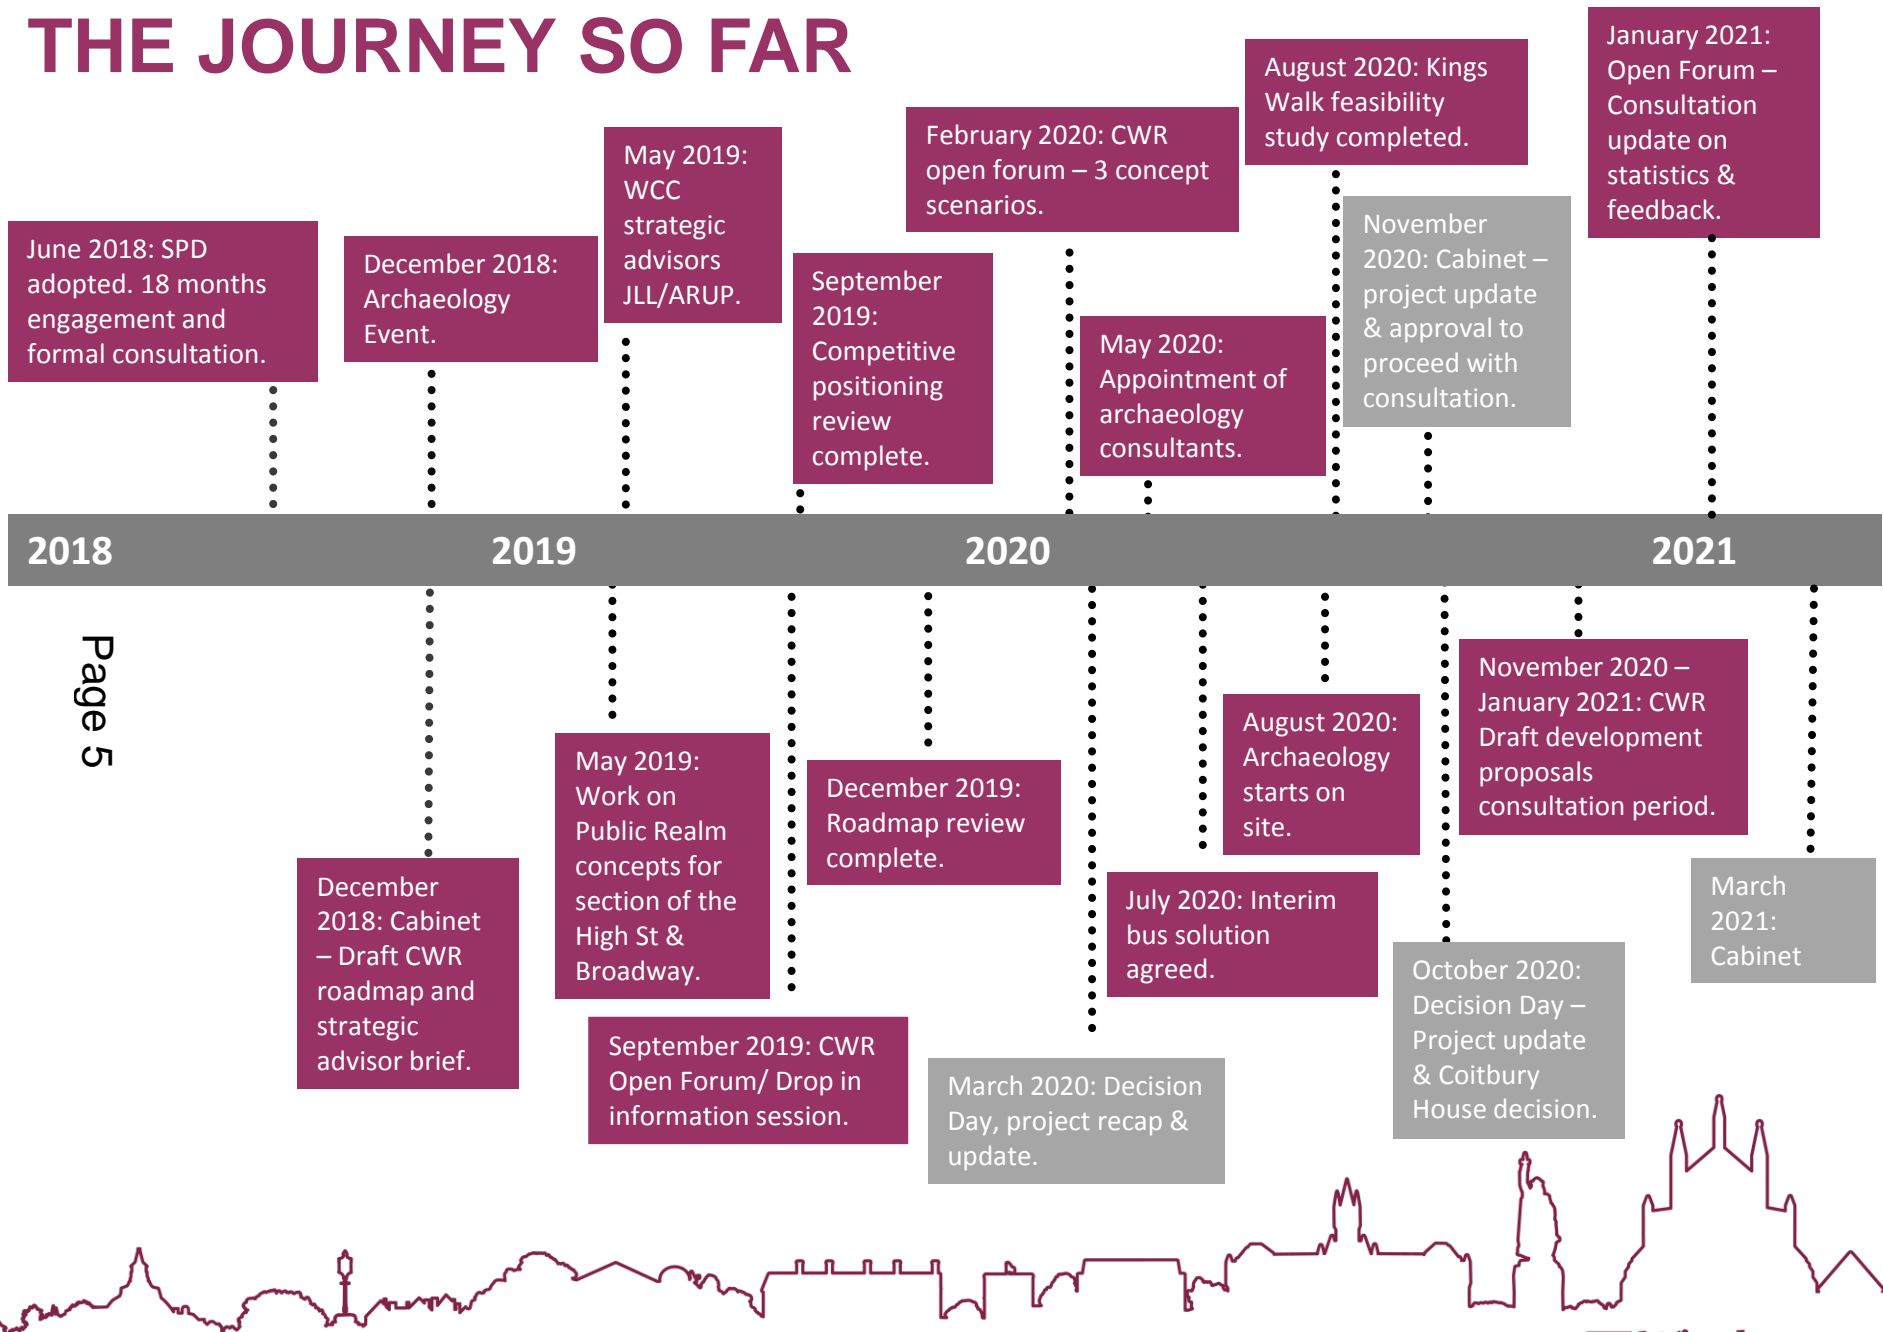 THE JOURNEY SO FAR
June 2018: SPD
adopted. 18 months
engagement and
formal consultation.
December 2018:
Archaeology
Event.
May 2019:
WCC
strategic
advisors
JLL/ARUP.
September
2019:
Competitive
positioning
review
complete.
February 2020: CWR
open forum – 3 concept
scenarios.
May 2020:
Appointment of
archaeology
consultants.
August 2020: Kings
Walk feasibility
study completed.
November
2020: Cabinet –
project update
& approval to
proceed with
consultation.
January 2021:
Open Forum –
Consultation
update on
statistics &
feedback.
2018
2019
2020
2021
Page 5
December
2018: Cabinet
– Draft CWR
roadmap and
strategic
advisor brief.
May 2019:
Work on
Public Realm
concepts for
section of the
High St &
Broadway.
September 2019: CWR
Open Forum/ Drop in
information session.
December 2019:
Roadmap review
complete.
March 2020: Decision
Day, project recap &
update.
July 2020: Interim
bus solution
agreed.
August 2020:
Archaeology
starts on
site.
October 2020:
Decision Day –
Project update
& Coitbury
House decision.
November 2020 –
January 2021: CWR
Draft development
proposals
consultation period.
March
2021:
Cabinet